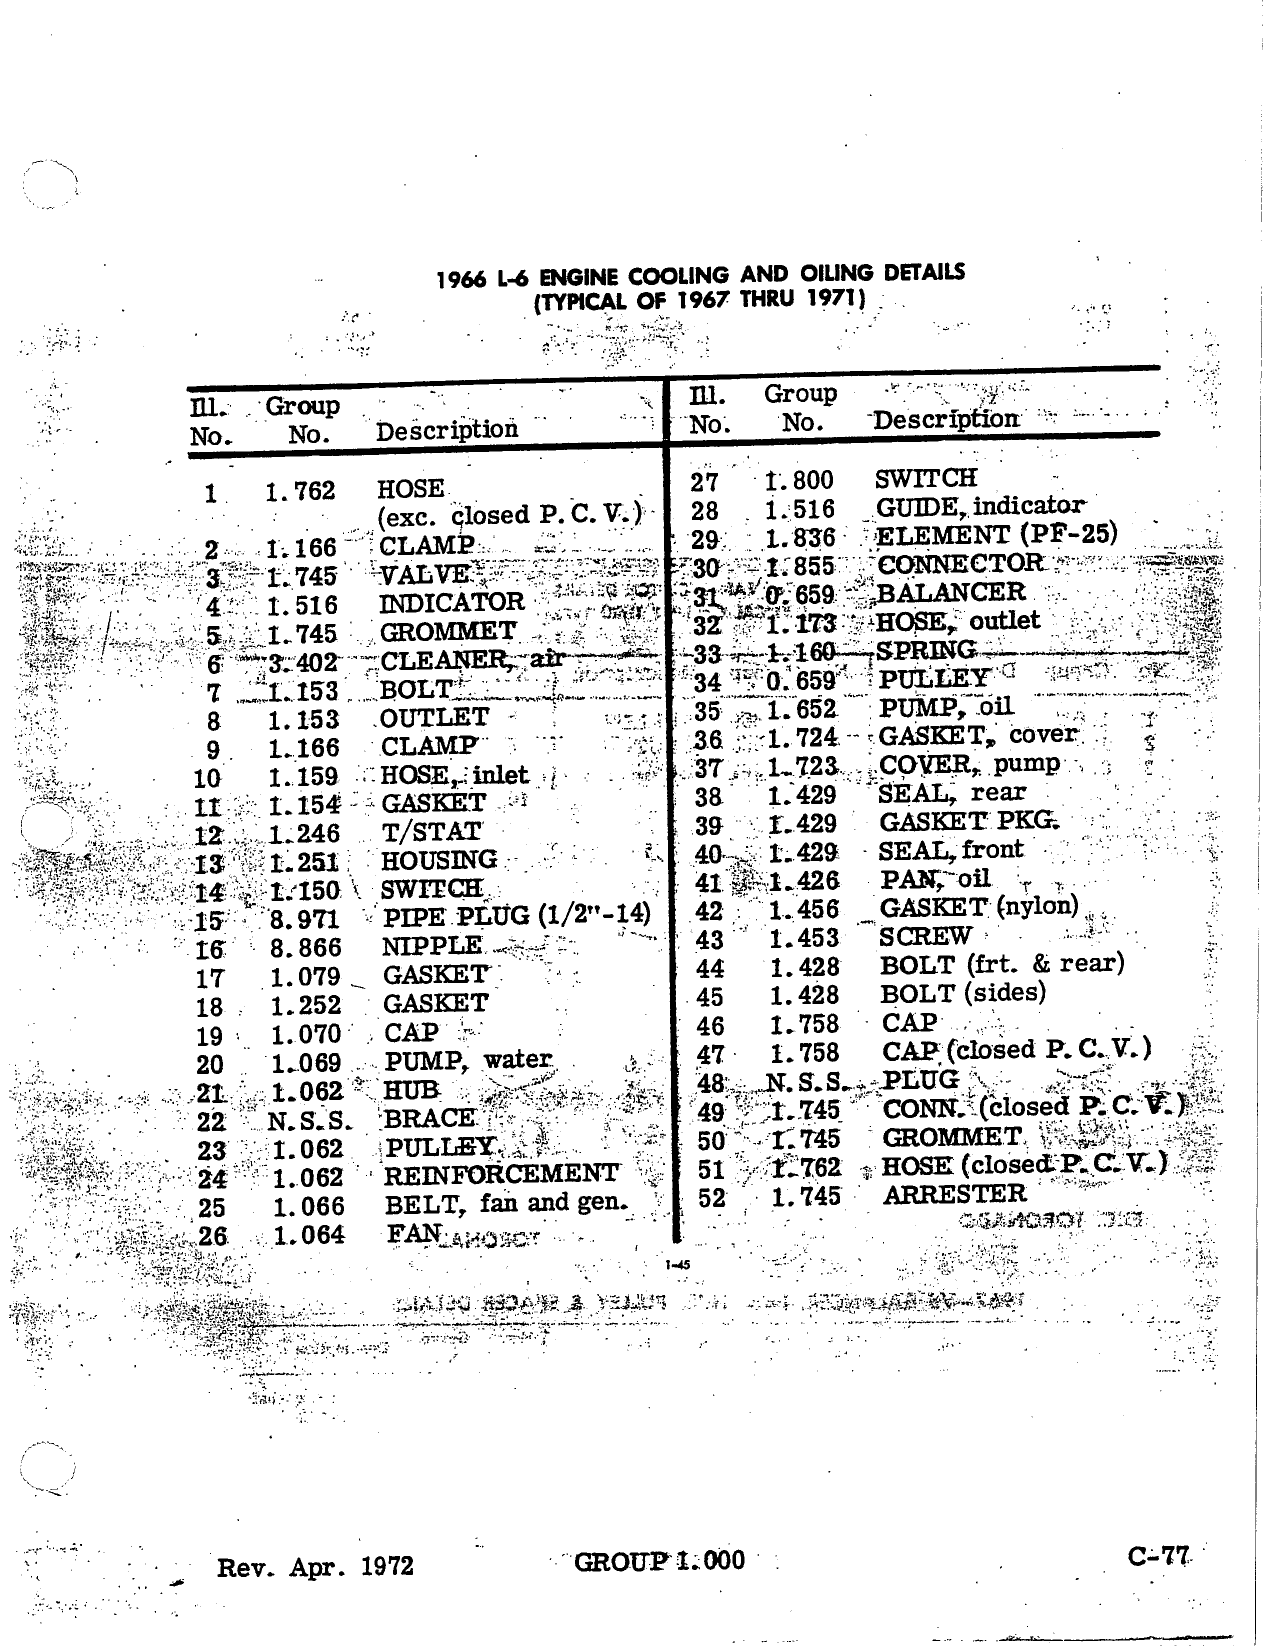 1966 L-6 ENGINE COOLING AND OILING DETAILS
(TYPICAL OF 1967 THRU 1971)
Ill. Group
No. No. Description
1 1.762 HOSE
(exc. closed P.C.V.)
2 1.166 CLAMP
3 1.745 VALVE
4 1.516 INDICATOR
5 1.745 GROMMET
6 3.402 CLEANER, air
7 1.153 BOLT
8 1.153 OUTLET
9 1.166 CLAMP
10 1.159 HOSE, inlet
11 1.154 GASKET
12 1.246 T/STAT
13 1.251 HOUSING
14 1.150 SWITCH
15 8.971 PIPE PLUG (1/2"-14)
16 8.866 NIPPLE
17 1.079 GASKET
18 1.252 GASKET
19 1.070 CAP
20 1.069 PUMP, water
21 1.062 HUB
22 N.S.S. BRACE
23 1.062 PULLEY
24 1.062 REINFORCEMENT
25 1.066 BELT, fan and gen.
26 1.064 FAN
Ill. Group
No. No. Description
27 1.800 SWITCH
28 1.516 GUIDE, indicator
29 1.836 ELEMENT (PF-25)
30 1.855 CONNECTOR
31 0.659 BALANCER
32 1.173 HOSE, outlet
33 1.160 SPRING
34 0.659 PULLEY
35 1.652 PUMP, oil
36 1.724 GASKET, cover
37 1.723 COVER, pump
38 1.429 SEAL, rear
39 1.429 GASKET PKG.
40 1.429 SEAL, front
41 1.426 PAN, oil
42 1.456 GASKET (nylon)
43 1.453 SCREW
44 1.428 BOLT (frt. & rear)
45 1.428 BOLT (sides)
46 1.758 CAP
47 1.758 CAP (closed P.C.V.)
48 N.S.S. PLUG
49 1.745 CONN. (closed P.C.V.)
50 1.745 GROMMET
51 1.762 HOSE (closed P.C.V.)
52 1.745 ARRESTER
1-45
Rev. Apr. 1972 GROUP 1.000 C-77